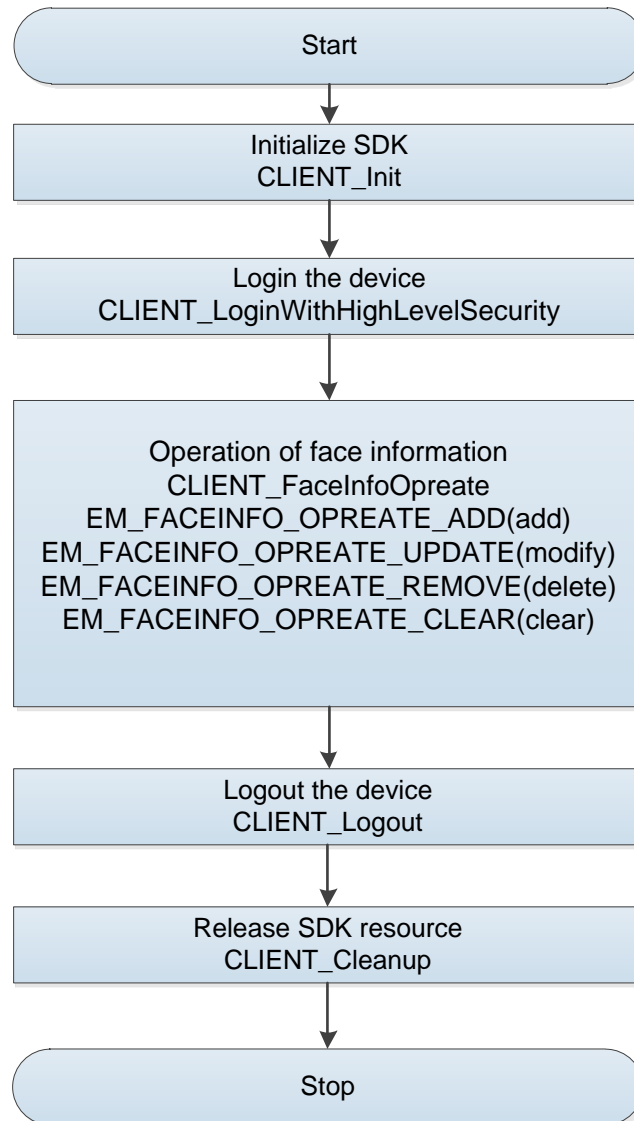 Start
Initialize SDK
CLIENT_Init
Login the device
CLIENT_LoginWithHighLevelSecurity
Operation of face information
CLIENT_FaceInfoOpreate
EM_FACEINFO_OPREATE_ADD(add)
EM_FACEINFO_OPREATE_UPDATE(modify)
EM_FACEINFO_OPREATE_REMOVE(delete)
EM_FACEINFO_OPREATE_CLEAR(clear)
Logout the device
CLIENT_Logout
Release SDK resource
CLIENT_Cleanup
Stop